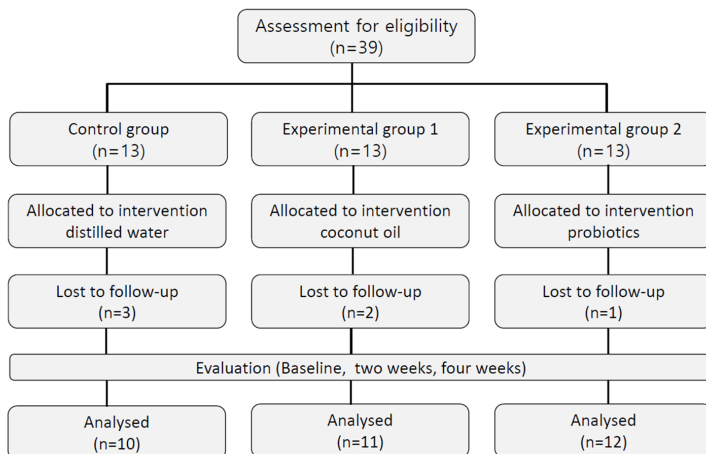 Assessment for eligibility
(n=39)
Control group
(n=13)
Experimental group 1
(n=13)
Experimental group 2
(n=13)
Allocated to intervention
distilled water
Allocated to intervention
coconut oil
Allocated to intervention
probiotics
Lost to follow-up
(n=3)
Lost to follow-up
(n=2)
Lost to follow-up
(n=1)
Evaluation (Baseline, two weeks, four weeks)
Analysed
(n=10)
Analysed
(n=11)
Analysed
(n=12)